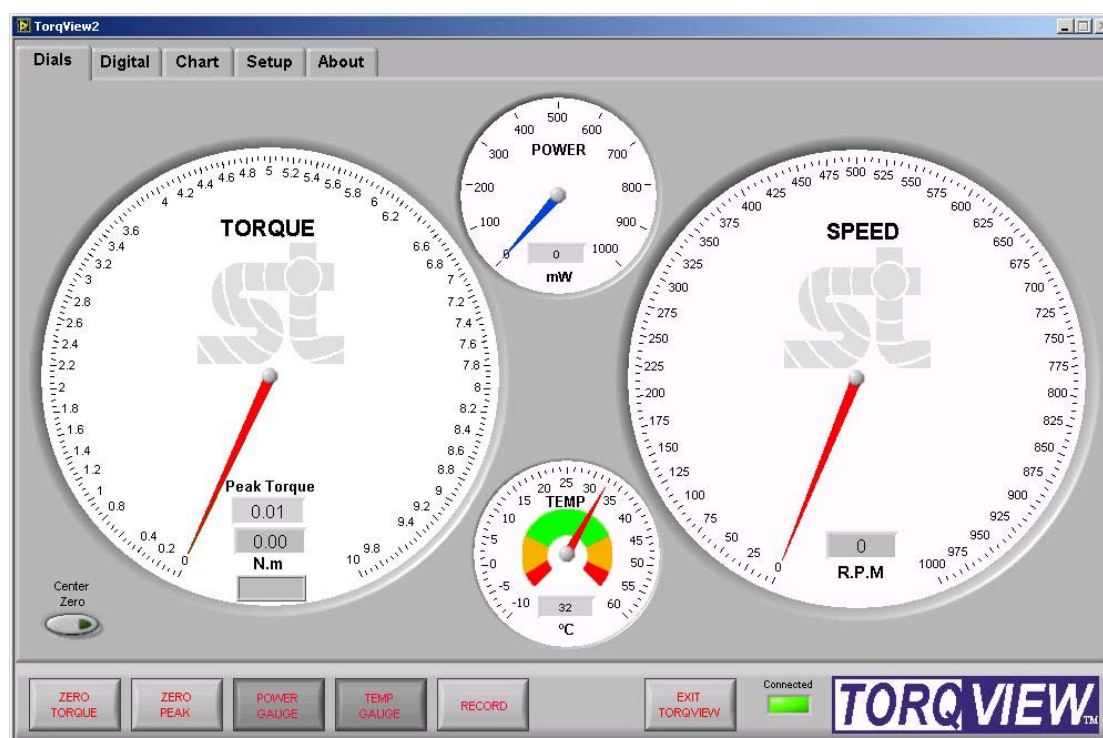 TorqView2
Dials Digital Chart Setup About
TORQUE
0 0.2 0.4 0.8 1 1.2 1.4 1.6 1.8 2 2.2 2.4 2.6 2.8 3 3.2 3.4 3.6 4 4.2 4.4 4.6 4.8 5 5.2 5.4 5.6 5.8 6 6.2 6.6 6.8 7 7.2 7.4 7.6 7.8 8 8.2 8.4 8.6 8.8 9 9.2 9.4 9.8 10
st
Peak Torque
0.01
0.00
N.m
Center
Zero
POWER
0 100 200 300 400 500 600 700 800 900 1000
0
mW
TEMP
-10 -5 0 5 10 15 20 25 30 35 40 45 50 55 60
32
ºC
SPEED
0 25 50 75 100 125 150 175 200 225 250 275 300 325 350 375 400 425 450 475 500 525 550 575 600 625 650 675 700 725 750 775 800 825 850 875 900 925 950 975 1000
st
0
R.P.M
ZERO
TORQUE
ZERO
PEAK
POWER
GAUGE
TEMP
GAUGE
RECORD
EXIT
TORQVIEW
Connected
TORQVIEW™